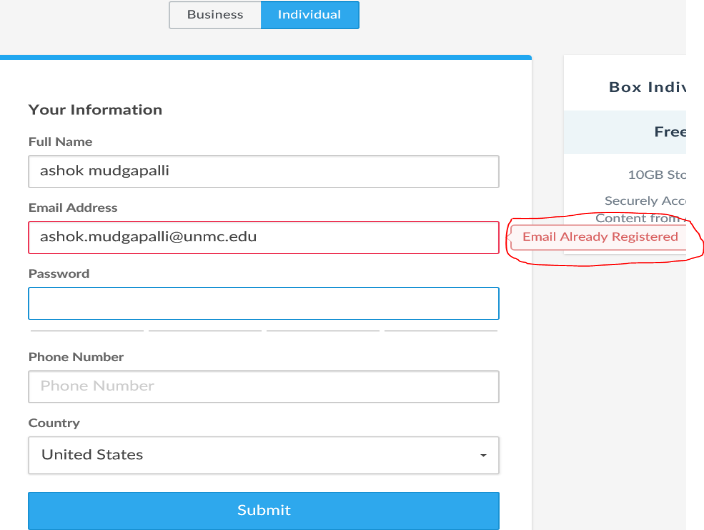 Business Individual
Your Information
Full Name
ashok mudgapalli
Email Address
ashok.mudgapalli@unmc.edu
Email Already Registered
Password
Phone Number
Phone Number
Country
United States
Submit
Box Indiv
Free
10GB Sto
Securely Acce
Content from